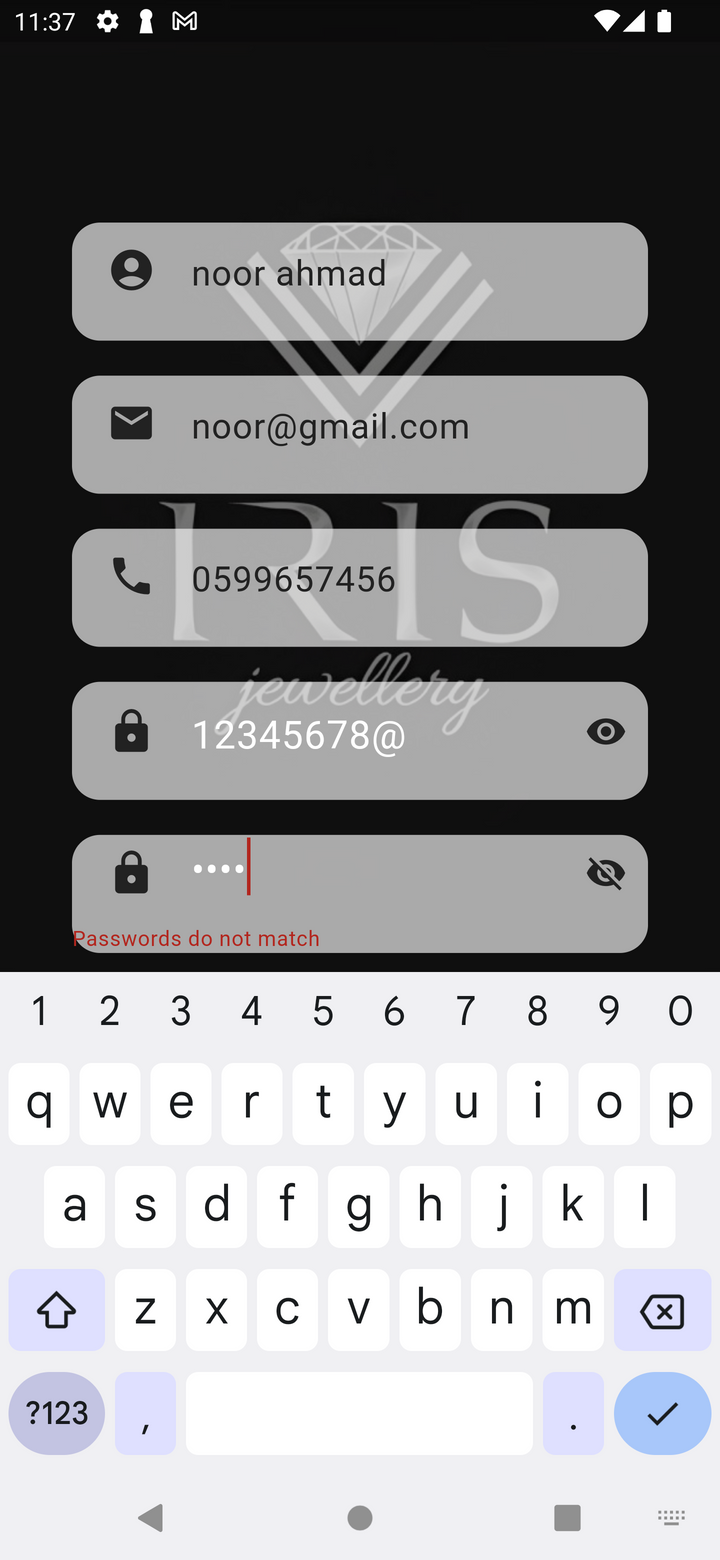 11:37
noor ahmad
noor@gmail.com
0599657456
IRIS
jewellery
12345678@
••••
Passwords do not match
1 2 3 4 5 6 7 8 9 0
q w e r t y u i o p
a s d f g h j k l
z x c v b n m
?123 , .